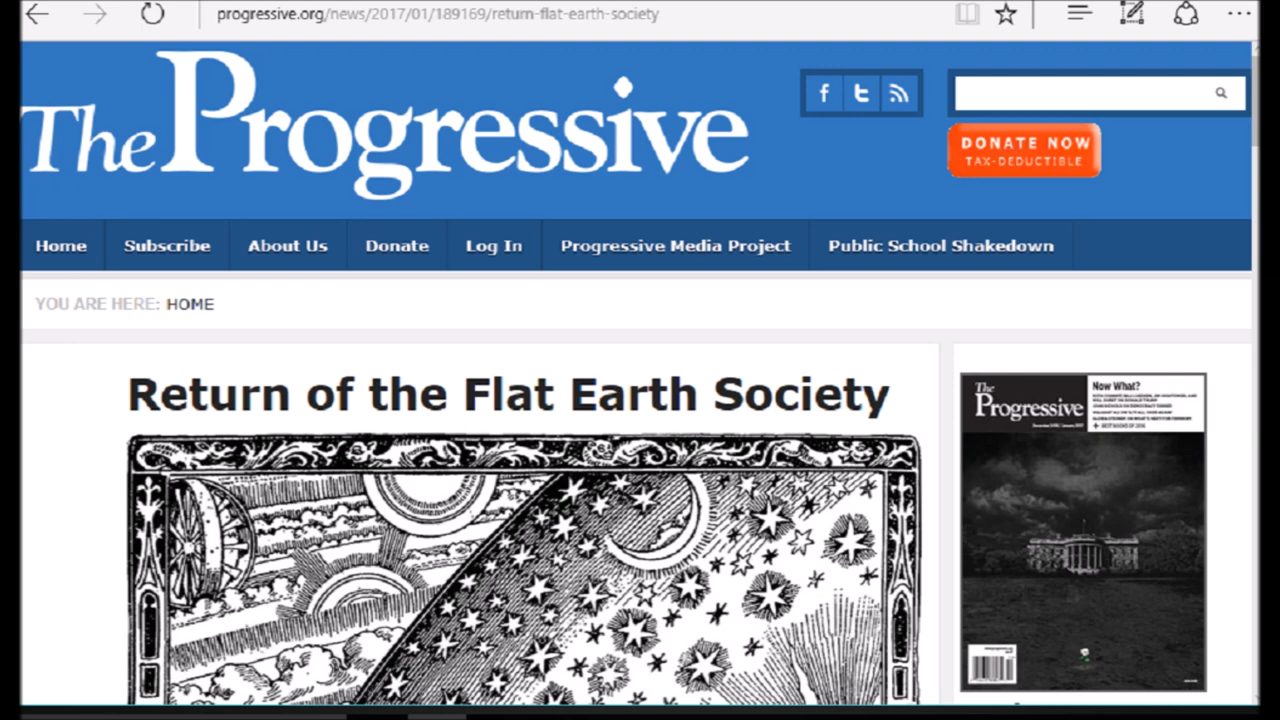 progressive.org/news/2017/01/189169/return-flat-earth-society
The Progressive
DONATE NOW
TAX-DEDUCTIBLE
Home Subscribe About Us Donate Log In Progressive Media Project Public School Shakedown
YOU ARE HERE: HOME
Return of the Flat Earth Society
The Progressive
Now What?